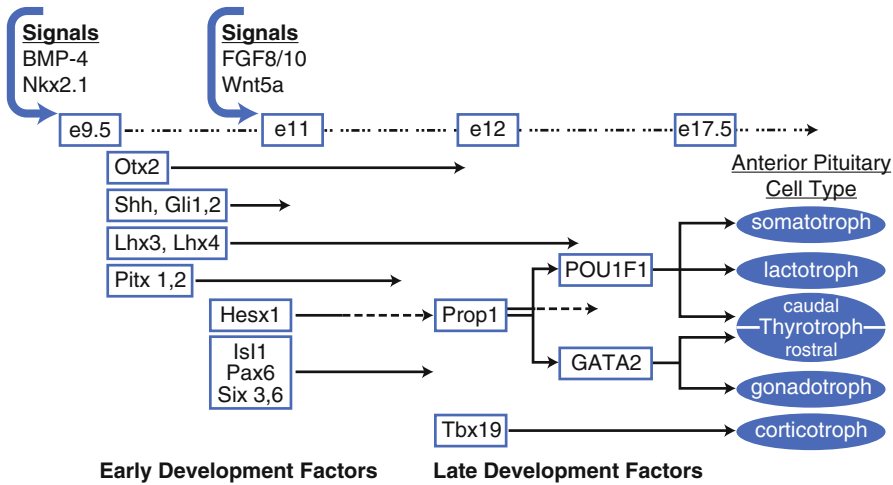 Signals
BMP-4
Nkx2.1
Signals
FGF8/10
Wnt5a
e9.5
e11
e12
e17.5
Anterior Pituitary
Cell Type
Otx2
Shh, Gli1,2
Lhx3, Lhx4
Pitx 1,2
Hesx1
Isl1
Pax6
Six 3,6
Prop1
POU1F1
GATA2
Tbx19
somatotroph
lactotroph
caudal
Thyrotroph
rostral
gonadotroph
corticotroph
Early Development Factors
Late Development Factors